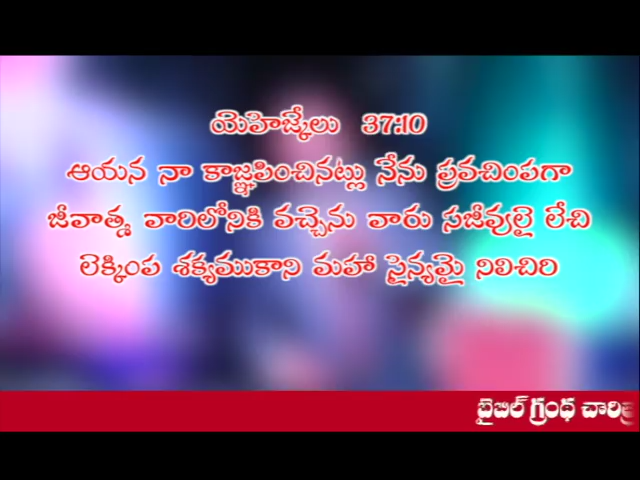 యెహెజ్కేలు 37:10
ఆయన నా కాజ్ఞాపించినట్లు నేను ప్రవచింపగా
జీవాత్మ వారిలోనికి వచ్చెను వారు సజీవులై లేచి
లెక్కింప శక్యముకాని మహా సైన్యమై నిలిచిరి
బైబిల్ గ్రంథ చారిత్ర